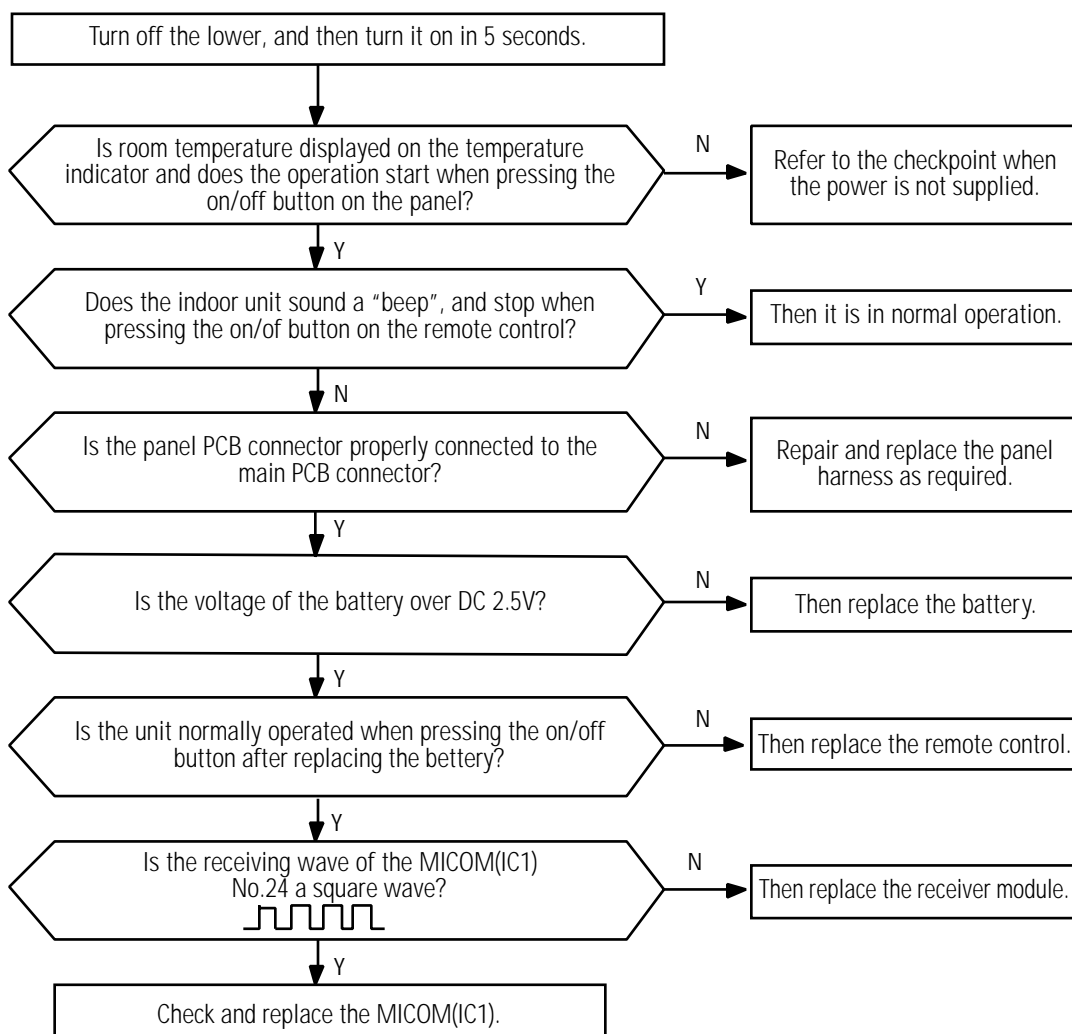 Turn off the lower, and then turn it on in 5 seconds.
Is room temperature displayed on the temperature
indicator and does the operation start when pressing the
on/off button on the panel?
N
Refer to the checkpoint when
the power is not supplied.
Y
Does the indoor unit sound a “beep”, and stop when
pressing the on/of button on the remote control?
Y
Then it is in normal operation.
N
Is the panel PCB connector properly connected to the
main PCB connector?
N
Repair and replace the panel
harness as required.
Y
Is the voltage of the battery over DC 2.5V?
N
Then replace the battery.
Y
Is the unit normally operated when pressing the on/off
button after replacing the bettery?
N
Then replace the remote control.
Y
Is the receiving wave of the MICOM(IC1)
No.24 a square wave?
N
Then replace the receiver module.
Y
Check and replace the MICOM(IC1).